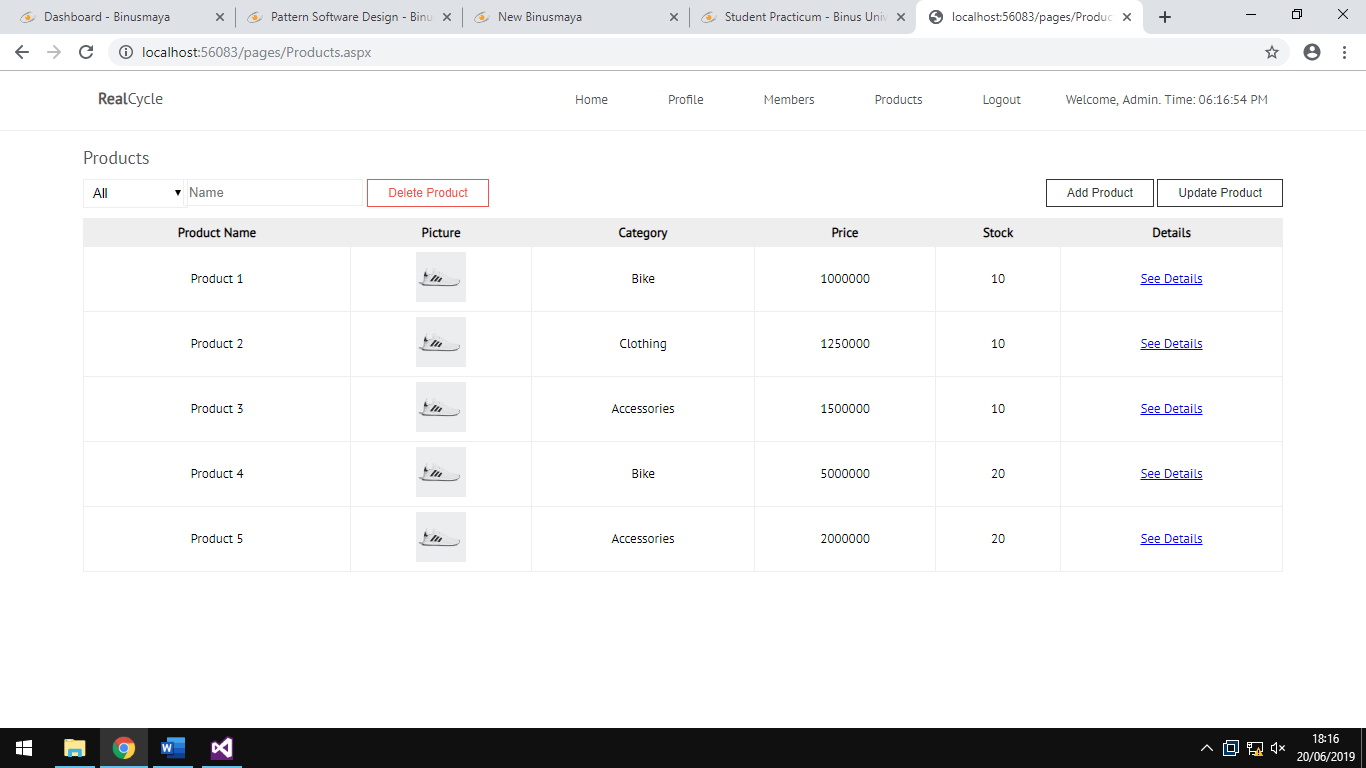 Dashboard - Binusmaya
Pattern Software Design - Binu
New Binusmaya
Student Practicum - Binus Univ
localhost:56083/pages/Produc
localhost:56083/pages/Products.aspx
RealCycle
Home
Profile
Members
Products
Logout
Welcome, Admin. Time: 06:16:54 PM
Products
All
Name
Delete Product
Add Product
Update Product
Product Name Picture Category Price Stock Details
Product 1 Bike 1000000 10 See Details
Product 2 Clothing 1250000 10 See Details
Product 3 Accessories 1500000 10 See Details
Product 4 Bike 5000000 20 See Details
Product 5 Accessories 2000000 20 See Details
18:16
20/06/2019